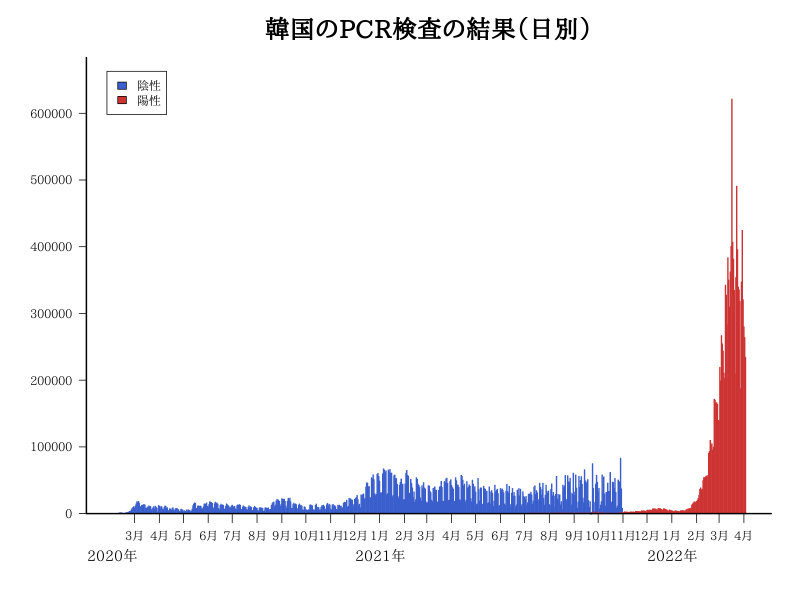 韓国のPCR検査の結果（日別）
陰性
陽性
600000
500000
400000
300000
200000
100000
0
3月 4月 5月 6月 7月 8月 9月 10月 11月 12月 1月 2月 3月 4月 5月 6月 7月 8月 9月 10月 11月 12月 1月 2月 3月 4月
2020年 2021年 2022年